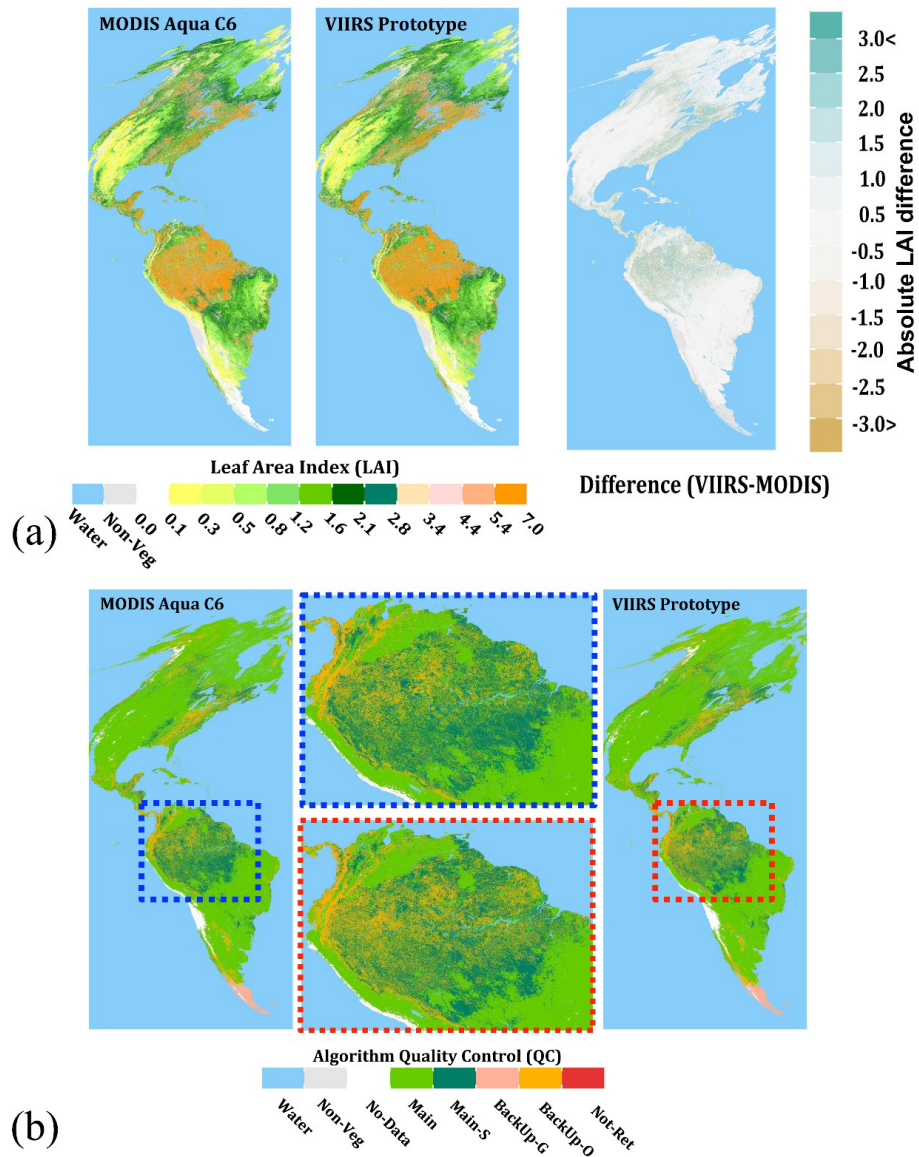 MODIS Aqua C6
VIIRS Prototype
3.0<
2.5
2.0
1.5
1.0
0.5
-0.5
-1.0
-1.5
-2.0
-2.5
-3.0>
Absolute LAI difference
Leaf Area Index (LAI)
Water
Non-Veg
0.0
0.1
0.3
0.5
0.8
1.2
1.6
2.1
2.8
3.4
4.4
5.4
7.0
Difference (VIIRS-MODIS)
(a)
MODIS Aqua C6
VIIRS Prototype
Algorithm Quality Control (QC)
Water
Non-Veg
No-Data
Main
Main-S
BackUp-G
BackUp-O
Not-Ret
(b)